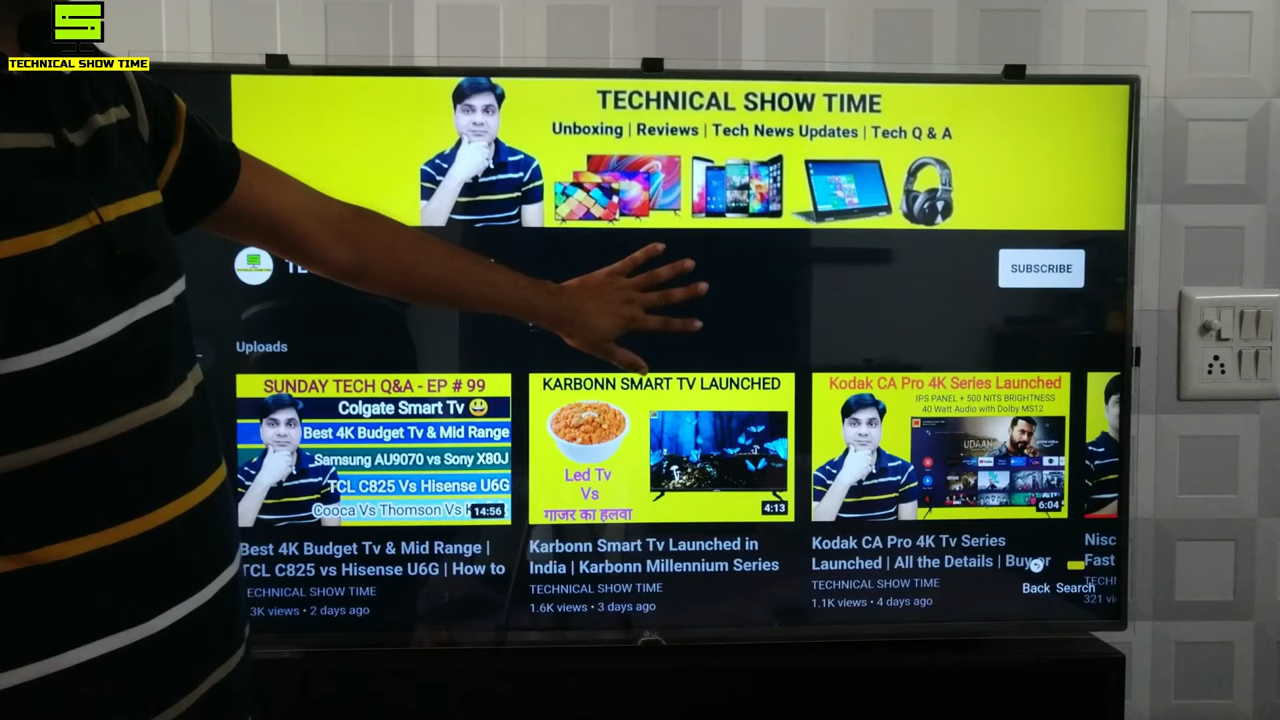 TECHNICAL SHOW TIME
TECHNICAL SHOW TIME
Unboxing | Reviews | Tech News Updates | Tech Q & A
SUBSCRIBE
Uploads
SUNDAY TECH Q&A - EP # 99
Colgate Smart Tv 😃
Best 4K Budget Tv & Mid Range
Samsung AU9070 vs Sony X80J
TCL C825 Vs Hisense U6G
Cooca Vs Thomson Vs
14:56
Best 4K Budget Tv & Mid Range |
TCL C825 vs Hisense U6G | How to
ECHNICAL SHOW TIME
3K views • 2 days ago
KARBONN SMART TV LAUNCHED
Led Tv
Vs
गाजर का हलवा
4:13
Karbonn Smart Tv Launched in
India | Karbonn Millennium Series
TECHNICAL SHOW TIME
1.6K views • 3 days ago
Kodak CA Pro 4K Series Launched
IPS PANEL + 500 NITS BRIGHTNESS
40 Watt Audio with Dolby MS12
UDAAN
6:04
Kodak CA Pro 4K Tv Series
Launched | All the Details | Buy or
TECHNICAL SHOW TIME
1.1K views • 4 days ago
Nisc
Fast
TECHN
321 vi
Back Search
LG